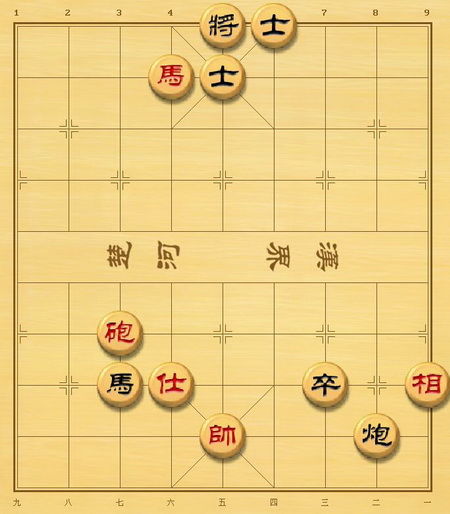 1 2 3 4 5 6 7 8 9
將 士
馬 士
楚 河 界 漢
砲
馬 仕 卒 相
帥 炮
九 八 七 六 五 四 三 二 一